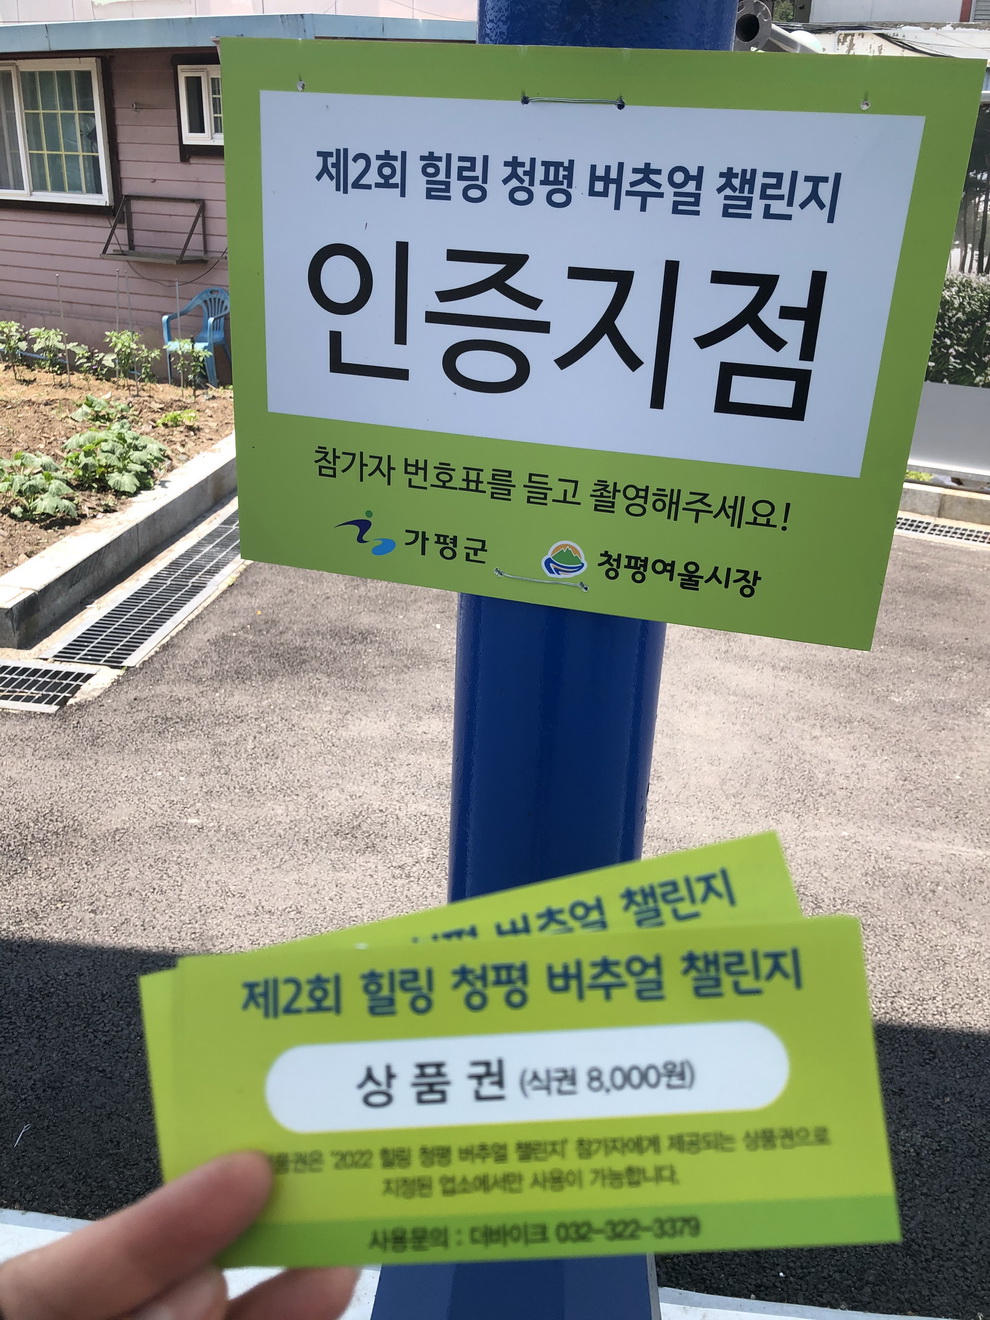 제2회 힐링 청평 버추얼 챌린지
인증지점
참가자 번호표를 들고 촬영해주세요!
가평군 청평여울시장
버추얼 챌린지
제2회 힐링 청평 버추얼 챌린지
상품권 (식권 8,000원)
'2022 힐링 청평 버추얼 챌린지' 참가자에게 제공되는 상품권으로
지정된 업소에서만 사용이 가능합니다.
사용문의 : 더바이크 032-322-3379